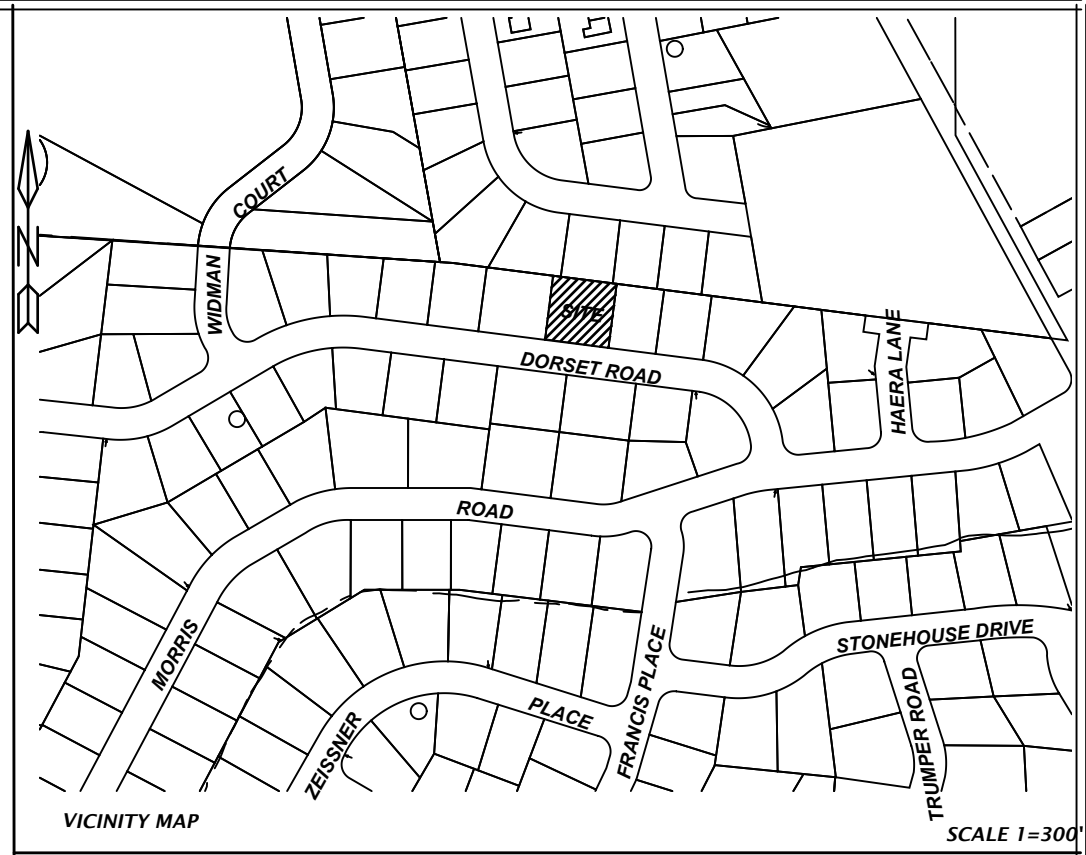 COURT
N
WIDMAN
SITE
HAERA LANE
DORSET ROAD
ROAD
MORRIS
STONEHOUSE DRIVE
FRANCIS PLACE
PLACE
ZEISSNER
TRUMPER ROAD
VICINITY MAP
SCALE 1=300'